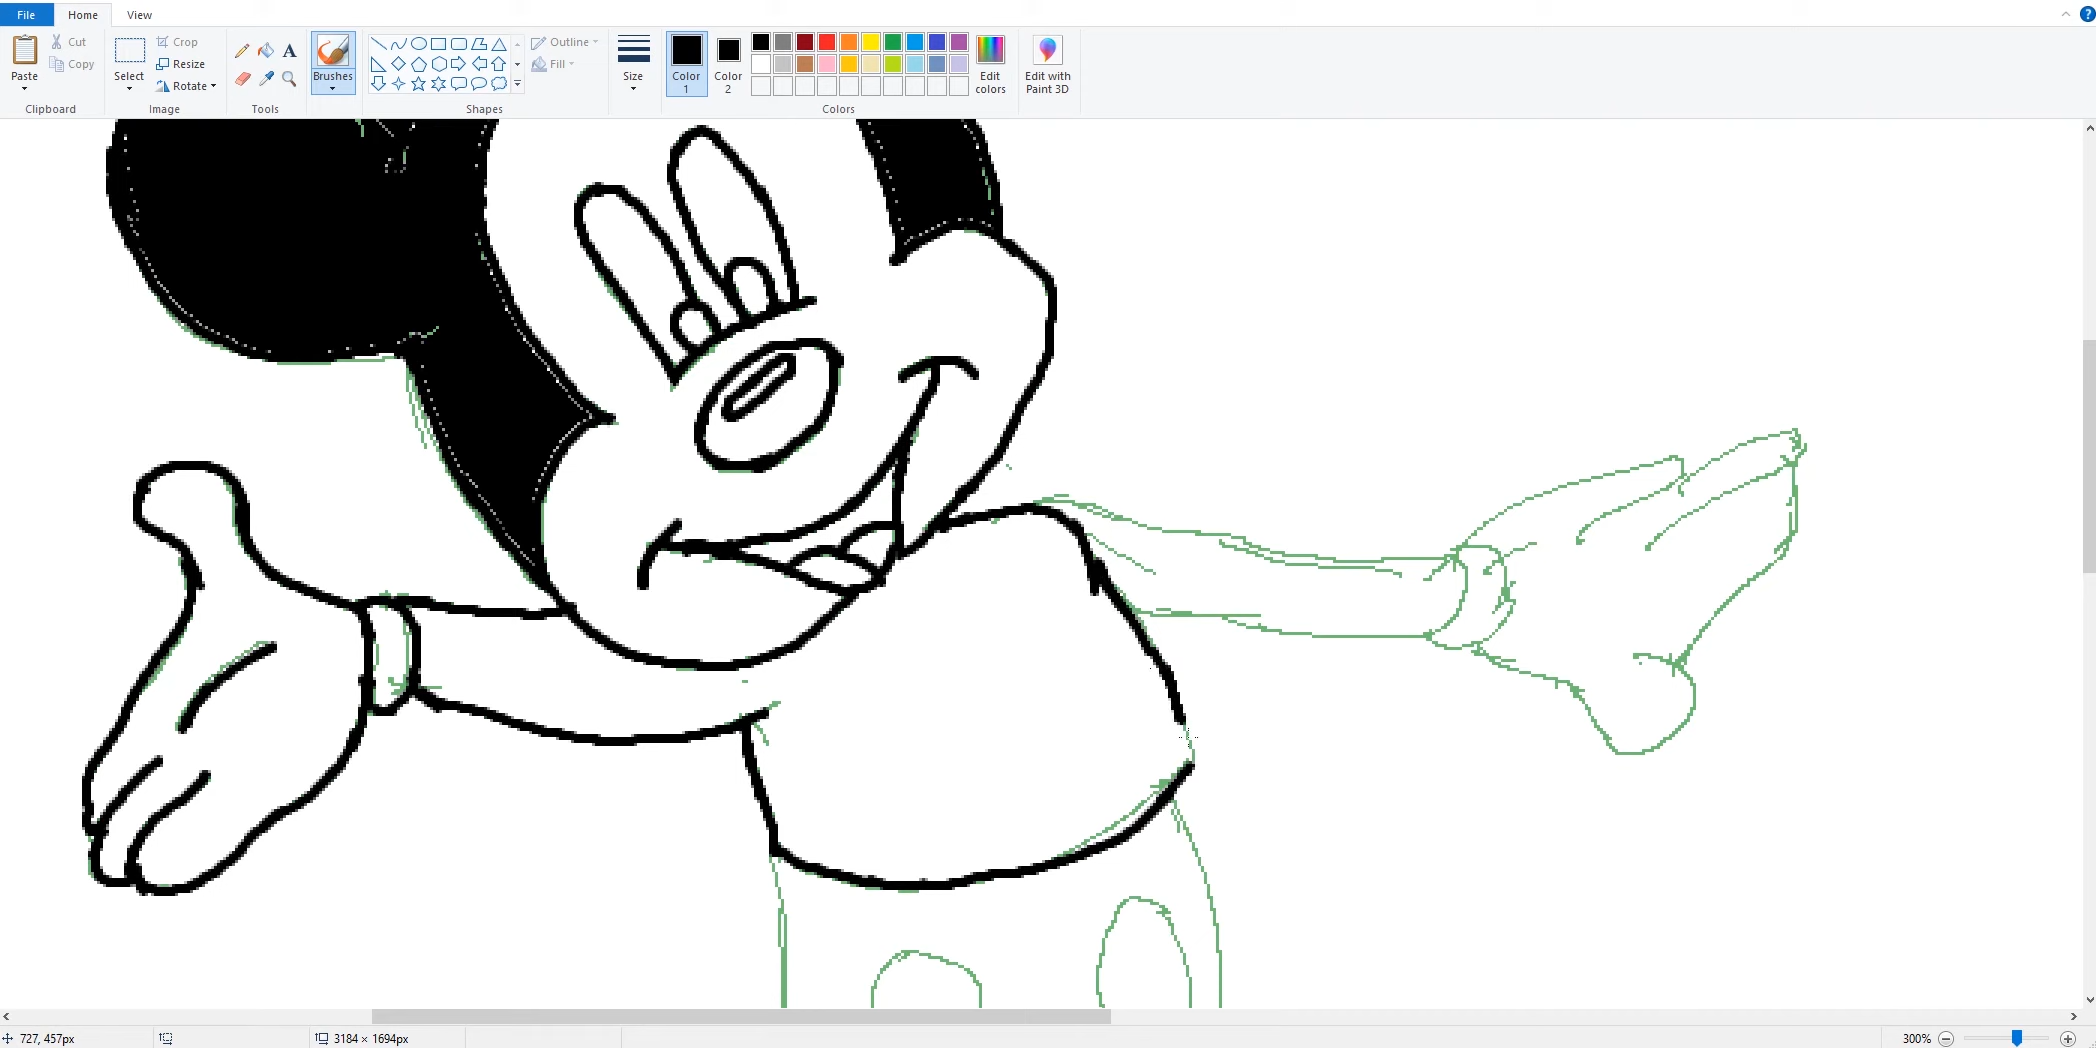 File Home View
Paste
Cut
Copy
Clipboard
Select
Crop
Resize
Rotate
Image
A
Tools
Brushes
Outline
Fill
Shapes
Size
Color 1
Color 2
Edit colors
Colors
Edit with Paint 3D
?
727, 457px
3184 × 1694px
300%